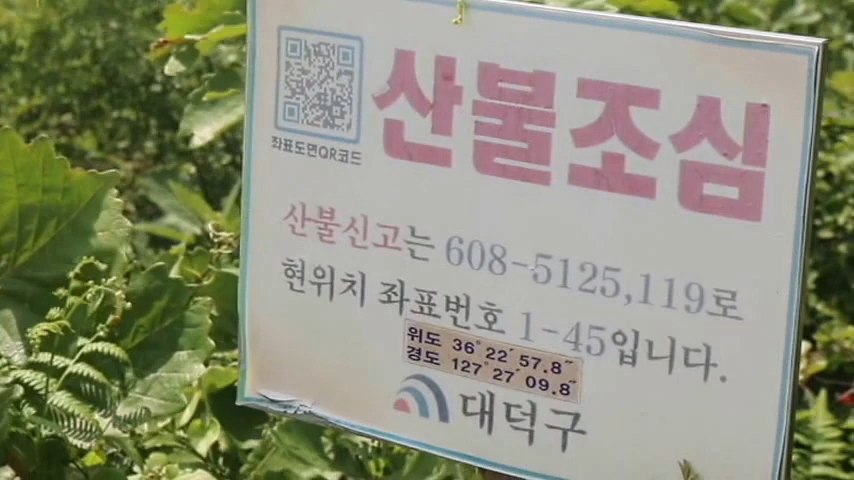 산불조심
좌표도면QR코드
산불신고는 608-5125,119로
현위치 좌표번호 1-45입니다.
위도 36° 22′ 57.8″
경도 127° 27′ 09.8″
대덕구